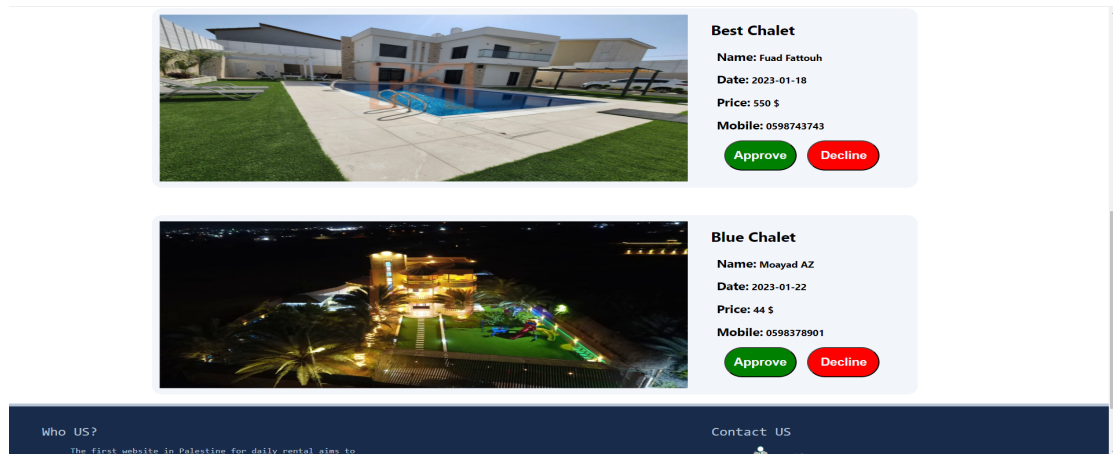 Best Chalet
Name: Fuad Fattouh
Date: 2023-01-18
Price: 550 $
Mobile: 0598743743
Approve Decline
Blue Chalet
Name: Moayad AZ
Date: 2023-01-22
Price: 44 $
Mobile: 0598378901
Approve Decline
Who US? Contact US
The first website in Palestine for daily rental aims to